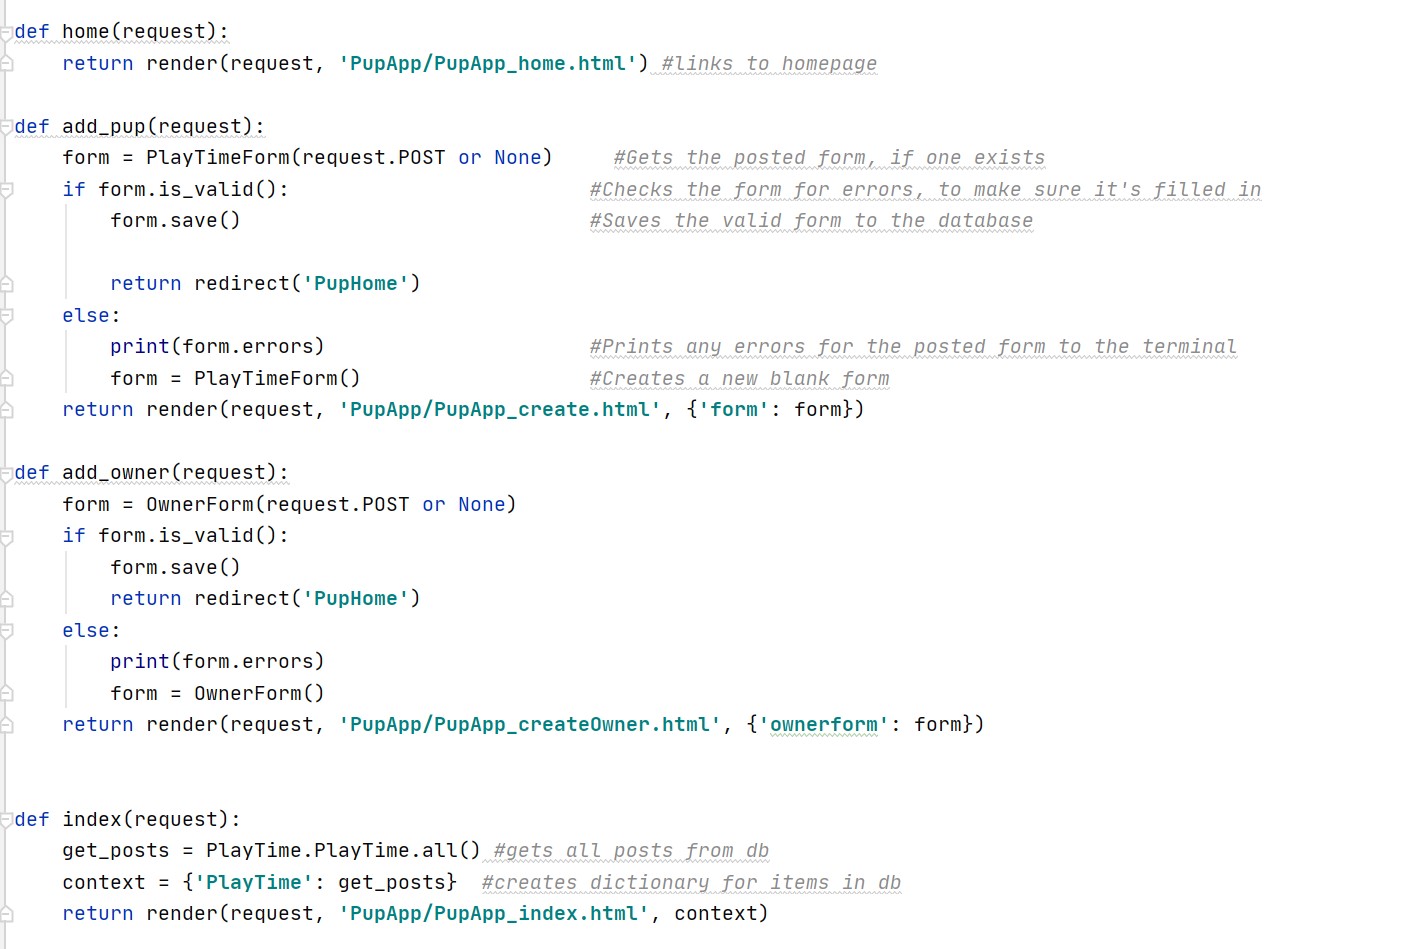 def home(request):
    return render(request, 'PupApp/PupApp_home.html') #links to homepage

def add_pup(request):
    form = PlayTimeForm(request.POST or None)     #Gets the posted form, if one exists
    if form.is_valid():                         #Checks the form for errors, to make sure it's filled in
        form.save()                             #Saves the valid form to the database

        return redirect('PupHome')
    else:
        print(form.errors)                      #Prints any errors for the posted form to the terminal
        form = PlayTimeForm()                   #Creates a new blank form
    return render(request, 'PupApp/PupApp_create.html', {'form': form})

def add_owner(request):
    form = OwnerForm(request.POST or None)
    if form.is_valid():
        form.save()
        return redirect('PupHome')
    else:
        print(form.errors)
        form = OwnerForm()
    return render(request, 'PupApp/PupApp_createOwner.html', {'ownerform': form})


def index(request):
    get_posts = PlayTime.PlayTime.all() #gets all posts from db
    context = {'PlayTime': get_posts}  #creates dictionary for items in db
    return render(request, 'PupApp/PupApp_index.html', context)